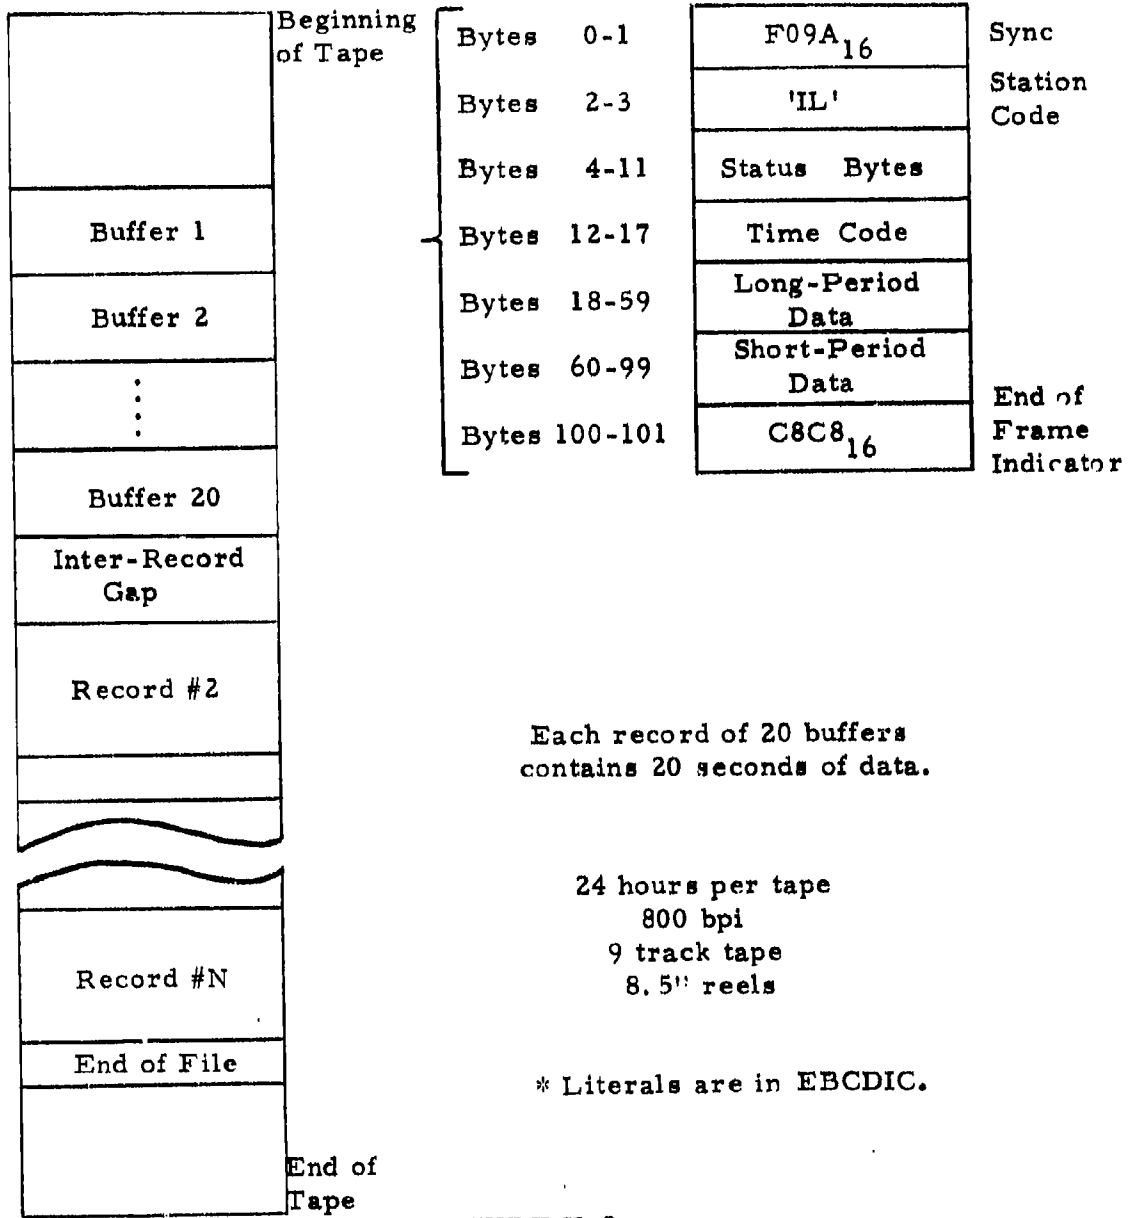 Beginning
of Tape
Buffer 1
Buffer 2
Buffer 20
Inter-Record
Gap
Record #2
Record #N
End of File
End of
Tape
Bytes 0-1 F09A16 Sync
Bytes 2-3 'IL' Station
Code
Bytes 4-11 Status Bytes
Bytes 12-17 Time Code
Bytes 18-59 Long-Period
Data
Bytes 60-99 Short-Period
Data
Bytes 100-101 C8C816 End of
Frame
Indicator
Each record of 20 buffers
contains 20 seconds of data.
24 hours per tape
800 bpi
9 track tape
8.5" reels
* Literals are in EBCDIC.